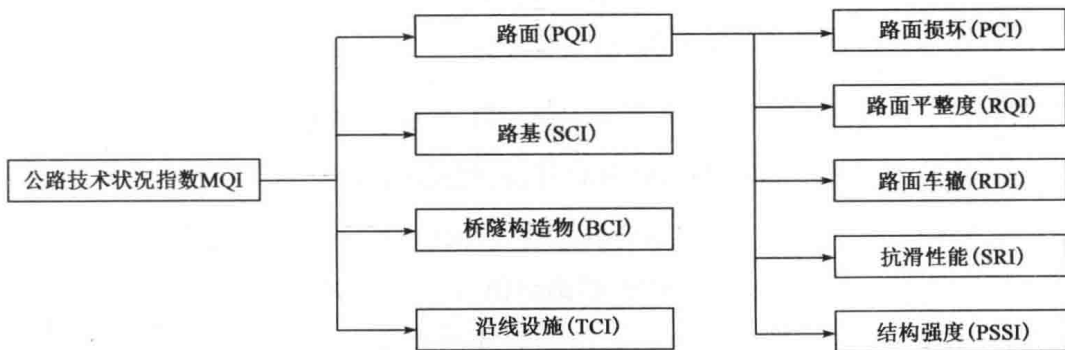 公路技术状况指数MQI
路面(PQI)
路基(SCI)
桥隧构造物(BCI)
沿线设施(TCI)
路面损坏(PCI)
路面平整度(RQI)
路面车辙(RDI)
抗滑性能(SRI)
结构强度(PSSI)